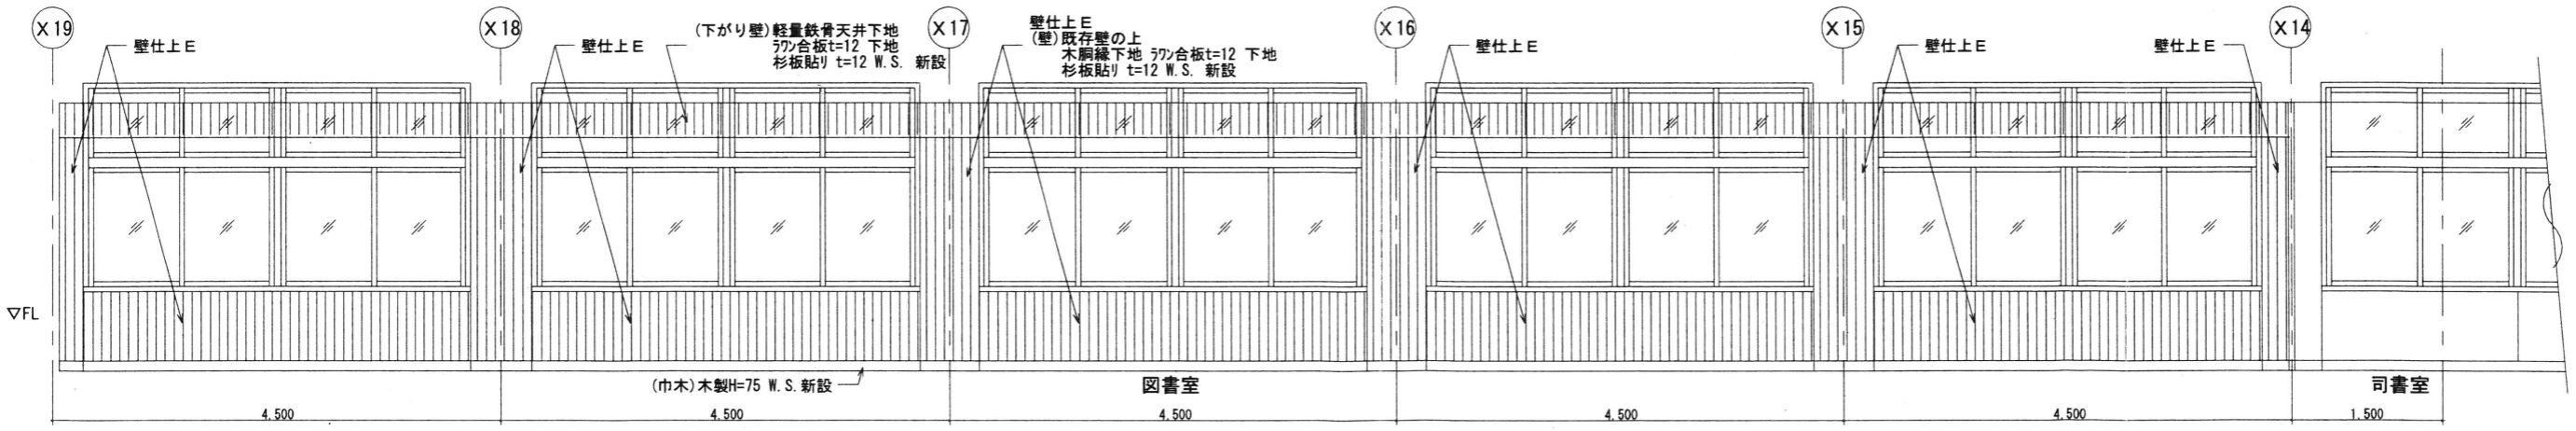 X19
X18
X17
X16
X15
X14
壁仕上E
壁仕上E
(下がり壁)軽量鉄骨天井下地
ラワン合板t=12 下地
杉板貼り t=12 W.S. 新設
壁仕上E
(壁)既存壁の上
木胴縁下地 ラワン合板t=12 下地
杉板貼り t=12 W.S. 新設
壁仕上E
壁仕上E
壁仕上E
▽FL
(巾木)木製H=75 W.S.新設
図書室
司書室
4.500
4.500
4.500
4.500
4.500
1.500